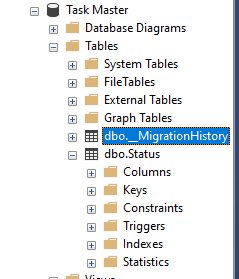 Task Master
Database Diagrams
Tables
System Tables
FileTables
External Tables
Graph Tables
dbo.__MigrationHistory
dbo.Status
Columns
Keys
Constraints
Triggers
Indexes
Statistics
Views